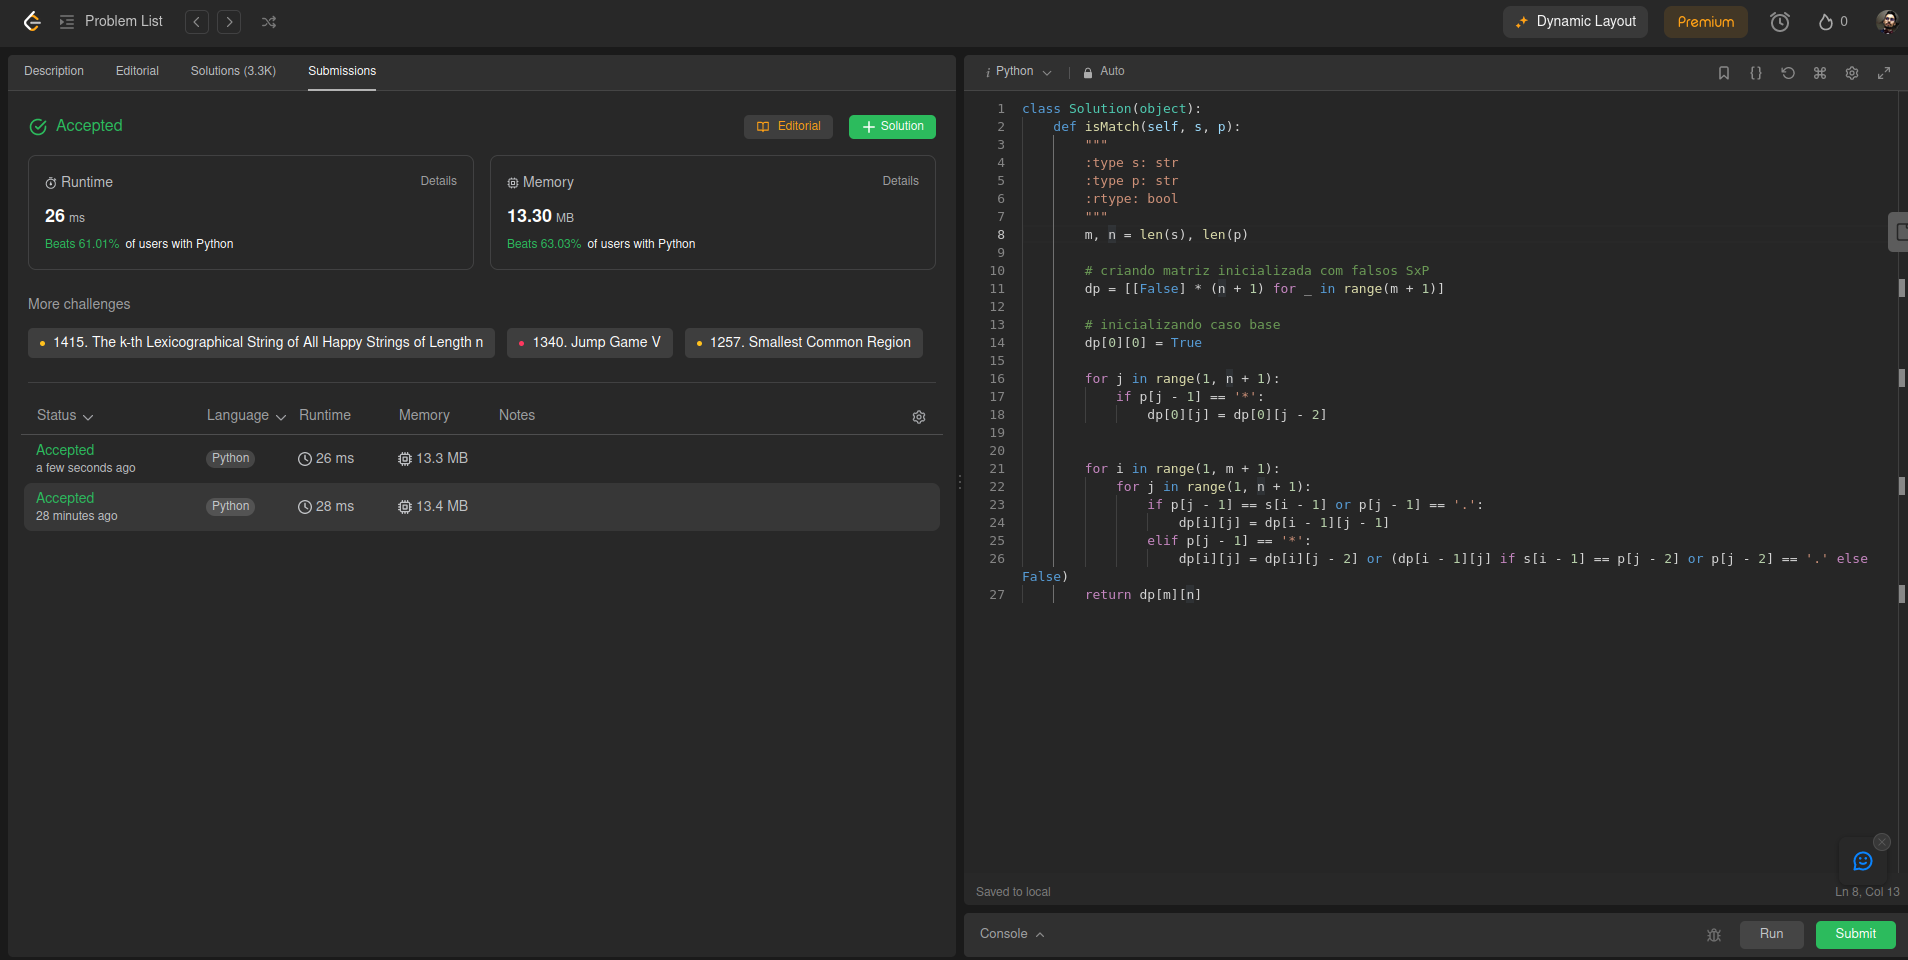 Problem List
Dynamic Layout
Premium
0
Description Editorial Solutions (3.3K) Submissions
Accepted
Editorial
Solution
Runtime Details
26 ms
Beats 61.01% of users with Python
Memory Details
13.30 MB
Beats 63.03% of users with Python
More challenges
1415. The k-th Lexicographical String of All Happy Strings of Length n
1340. Jump Game V
1257. Smallest Common Region
Status Language Runtime Memory Notes
Accepted
a few seconds ago
Python 26 ms 13.3 MB
Accepted
28 minutes ago
Python 28 ms 13.4 MB
i Python | Auto
1 class Solution(object):
2 def isMatch(self, s, p):
3 """
4 :type s: str
5 :type p: str
6 :rtype: bool
7 """
8 m, n = len(s), len(p)
9
10 # criando matriz inicializada com falsos SxP
11 dp = [[False] * (n + 1) for _ in range(m + 1)]
12
13 # inicializando caso base
14 dp[0][0] = True
15
16 for j in range(1, n + 1):
17 if p[j - 1] == '*':
18 dp[0][j] = dp[0][j - 2]
19
20
21 for i in range(1, m + 1):
22 for j in range(1, n + 1):
23 if p[j - 1] == s[i - 1] or p[j - 1] == '.':
24 dp[i][j] = dp[i - 1][j - 1]
25 elif p[j - 1] == '*':
26 dp[i][j] = dp[i][j - 2] or (dp[i - 1][j] if s[i - 1] == p[j - 2] or p[j - 2] == '.' else
False)
27 return dp[m][n]
Saved to local
Ln 8, Col 13
Console
Run
Submit